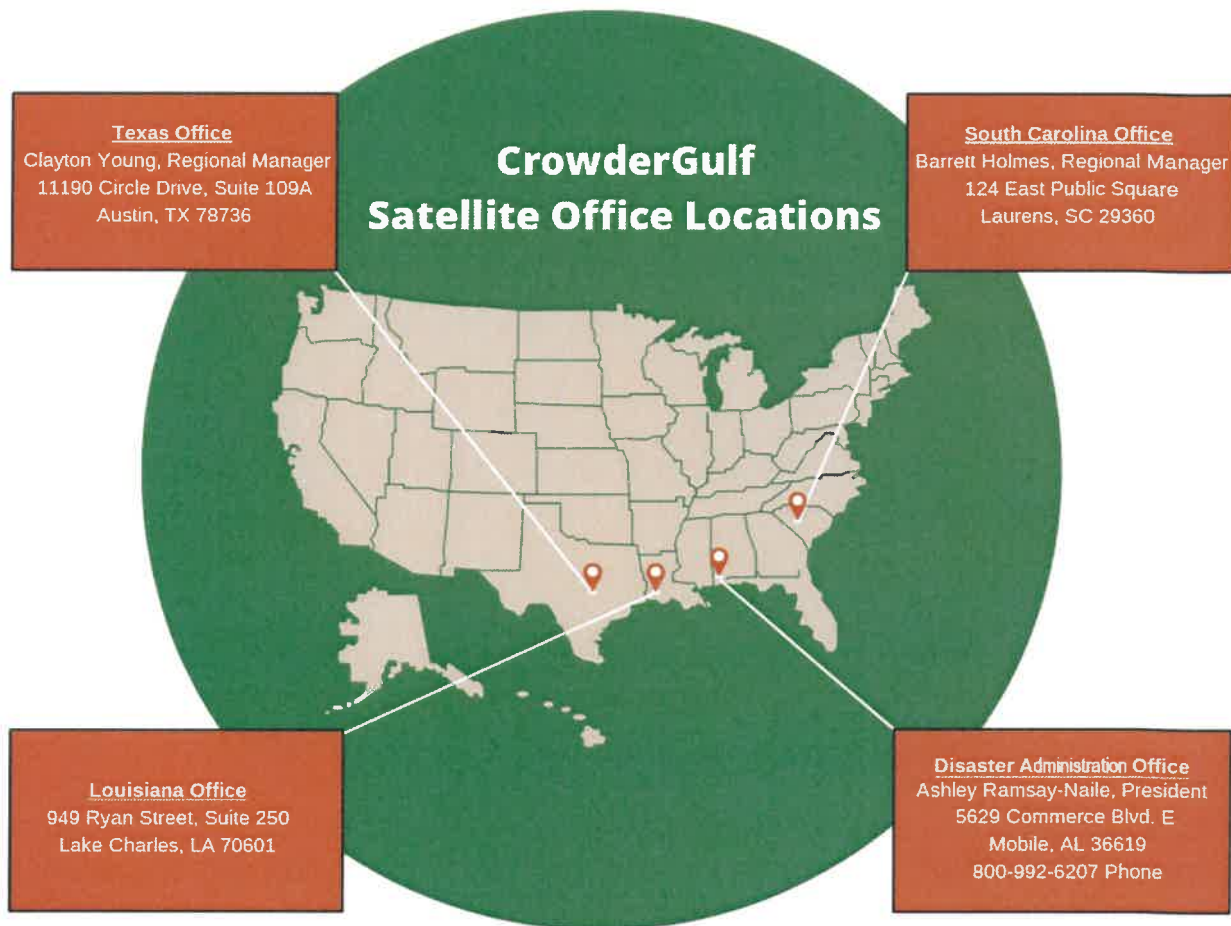 CrowderGulf
Satellite Office Locations
Texas Office
Clayton Young, Regional Manager
11190 Circle Drive, Suite 109A
Austin, TX 78736
South Carolina Office
Barrett Holmes, Regional Manager
124 East Public Square
Laurens, SC 29360
Louisiana Office
949 Ryan Street, Suite 250
Lake Charles, LA 70601
Disaster Administration Office
Ashley Ramsay-Naile, President
5629 Commerce Blvd. E
Mobile, AL 36619
800-992-6207 Phone